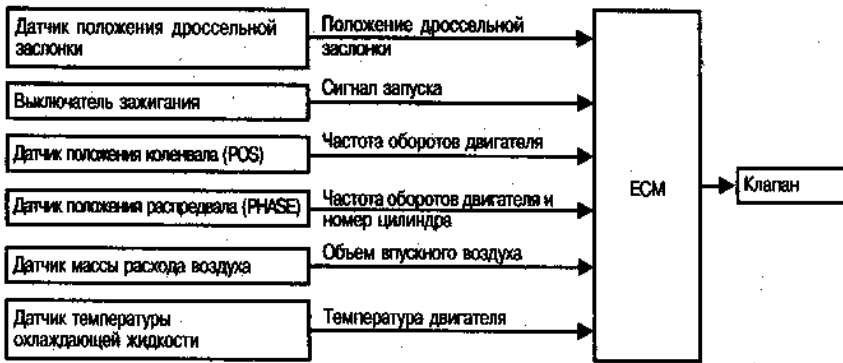 Датчик положения дроссельной
заслонки
Положение дроссельной
заслонки
Выключатель зажигания
Сигнал запуска
Датчик положения коленвала (POS)
Частота оборотов двигателя
Датчик положения распредвала (PHASE)
Частота оборотов двигателя и
номер цилиндра
Датчик массы расхода воздуха
Объем впускного воздуха
Датчик температуры
охлаждающей жидкости
Температура двигателя
ECM
Клапан